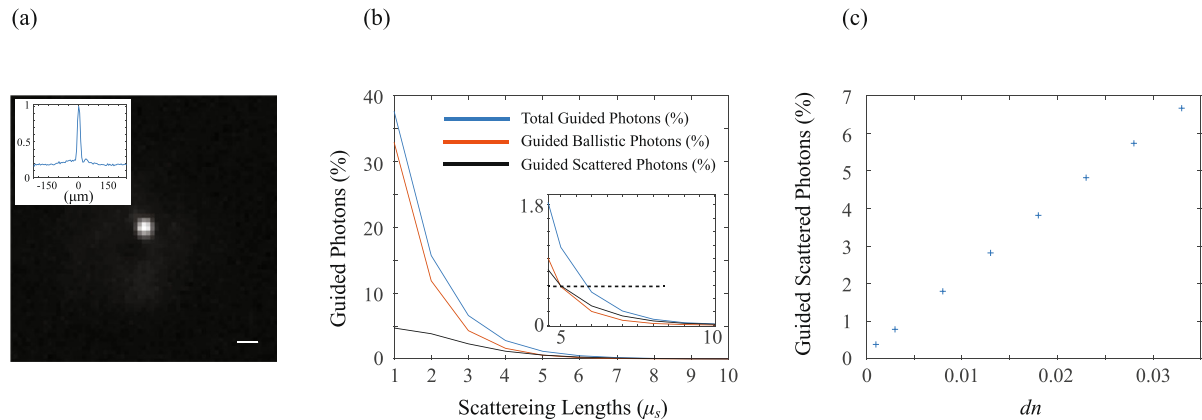 (a)
(b)
(c)
1
0.5
0
-150 0 150
(μm)
40
30
20
10
5
0
Total Guided Photons (%)
Guided Ballistic Photons (%)
Guided Scattered Photons (%)
1.8
0
5 10
1 2 3 4 5 6 7 8 9 10
Guided Photons (%)
Scattereing Lengths (μs)
7
6
5
4
3
2
1
0
0 0.01 0.02 0.03
Guided Scattered Photons (%)
dn